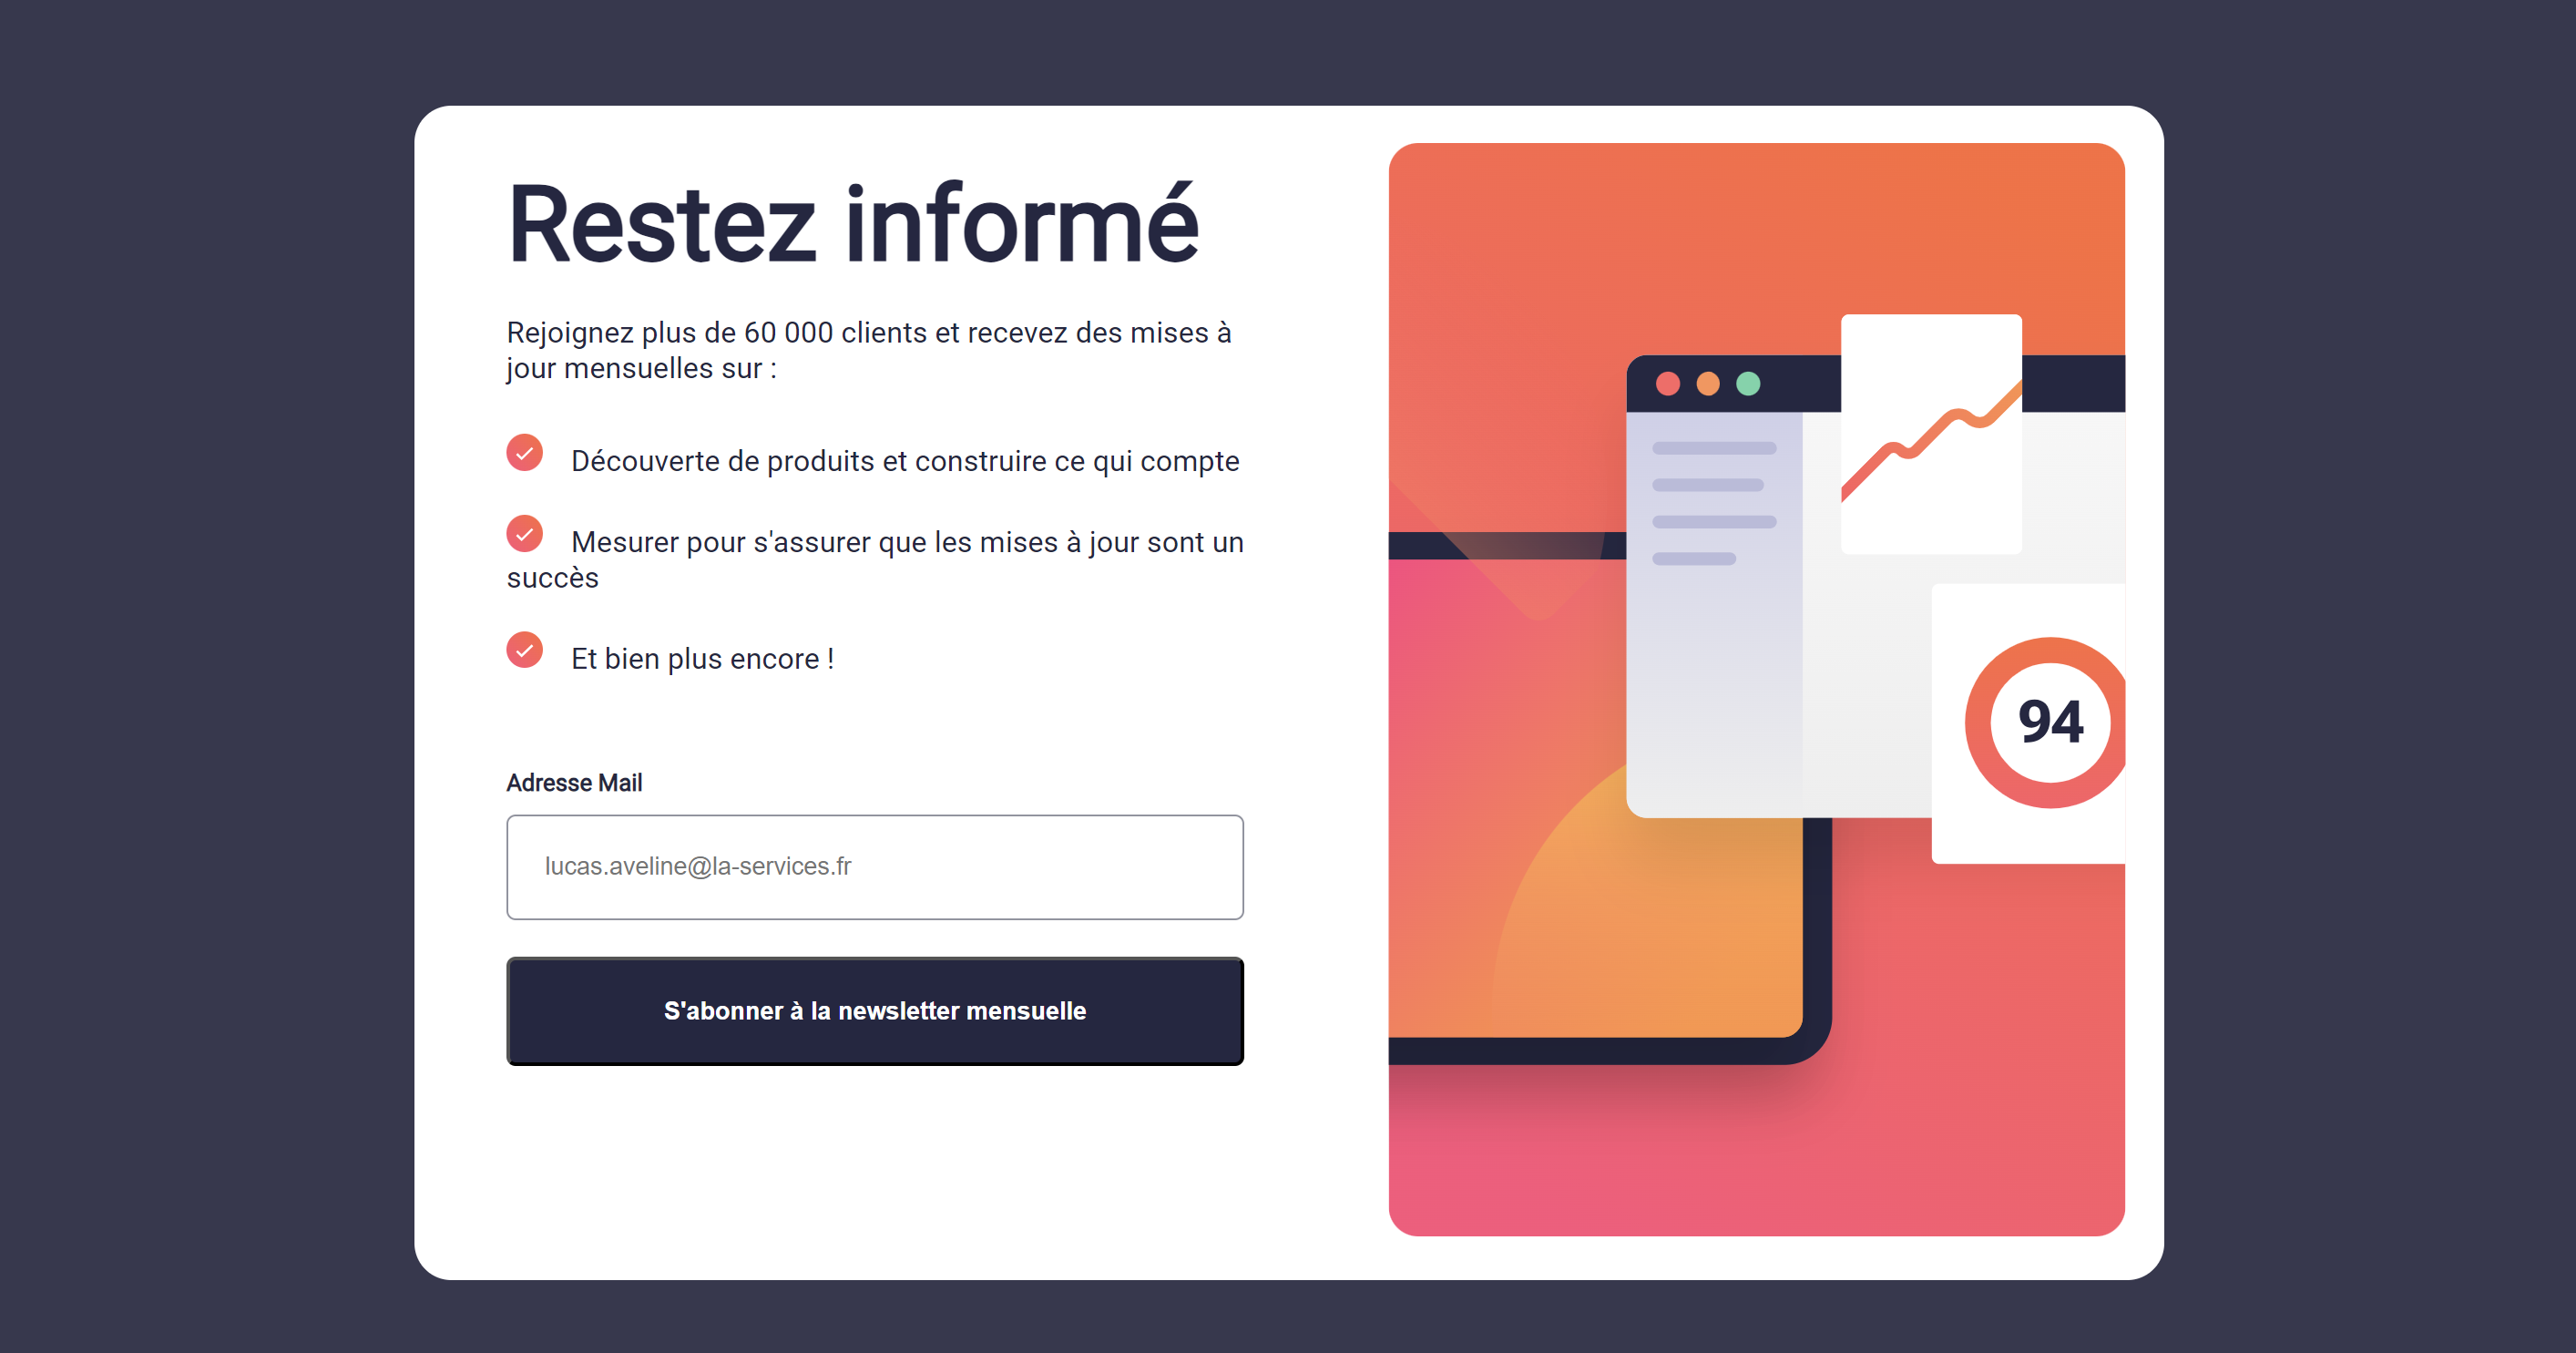 Restez informé
Rejoignez plus de 60 000 clients et recevez des mises à
jour mensuelles sur :
Découverte de produits et construire ce qui compte
Mesurer pour s'assurer que les mises à jour sont un
succès
Et bien plus encore !
Adresse Mail
lucas.aveline@la-services.fr
S'abonner à la newsletter mensuelle
94